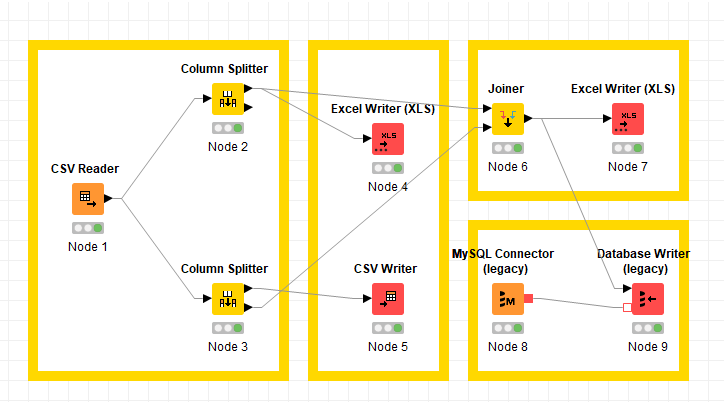 Column Splitter
Node 2
CSV Reader
Node 1
Column Splitter
Node 3
Excel Writer (XLS)
XLS
Node 4
CSV Writer
Node 5
Joiner
Node 6
Excel Writer (XLS)
XLS
Node 7
MySQL Connector
(legacy)
M
Node 8
Database Writer
(legacy)
Node 9